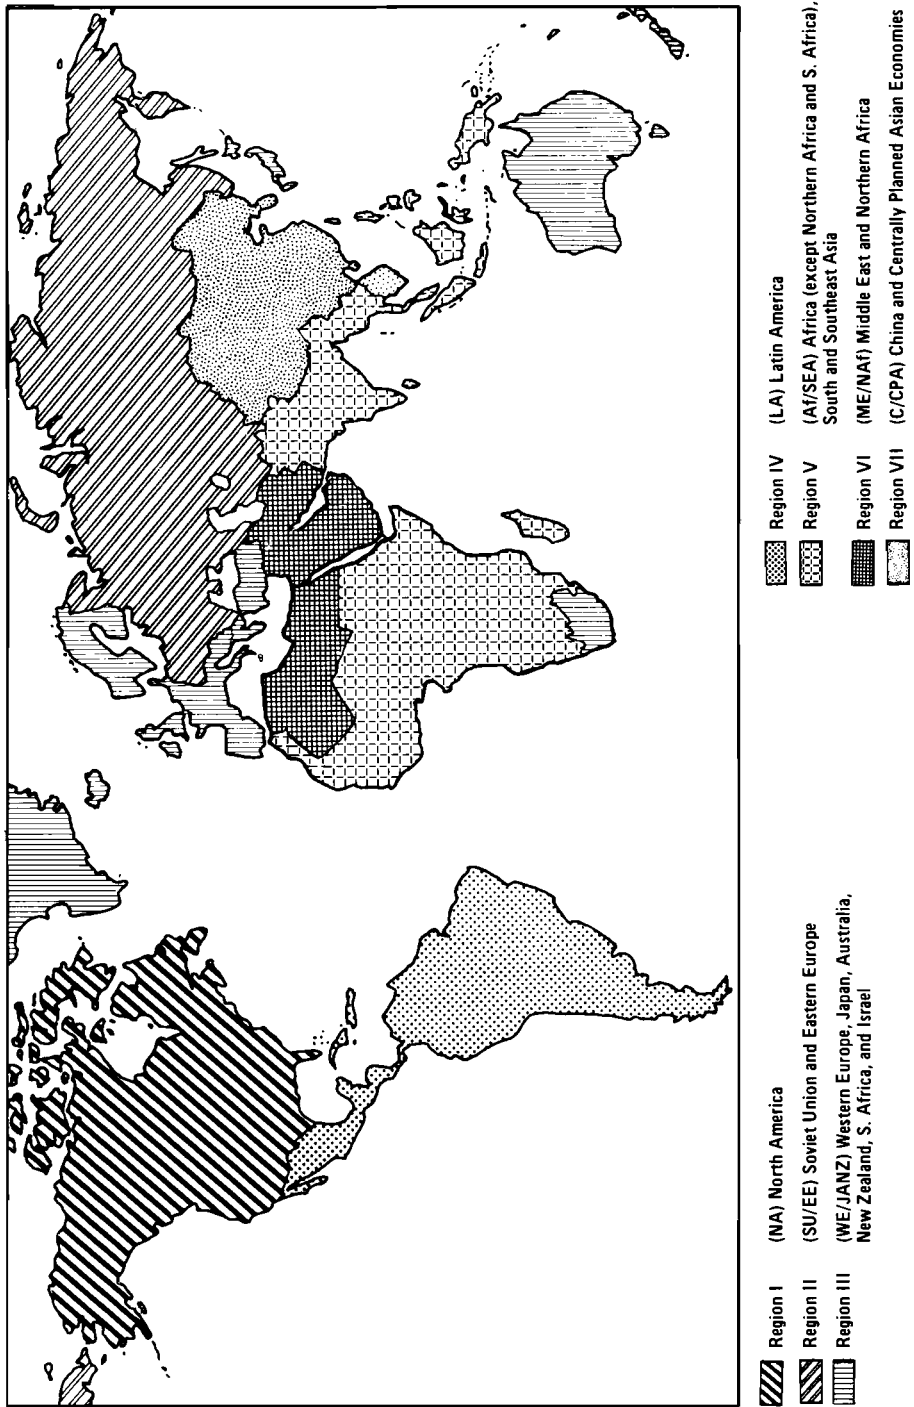 Region I (NA) North America
Region II (SU/EE) Soviet Union and Eastern Europe
Region III (WE/JANZ) Western Europe, Japan, Australia,
New Zealand, S. Africa, and Israel
Region IV (LA) Latin America
Region V (Af/SEA) Africa (except Northern Africa and S. Africa),
South and Southeast Asia
Region VI (ME/NAf) Middle East and Northern Africa
Region VII (C/CPA) China and Centrally Planned Asian Economies